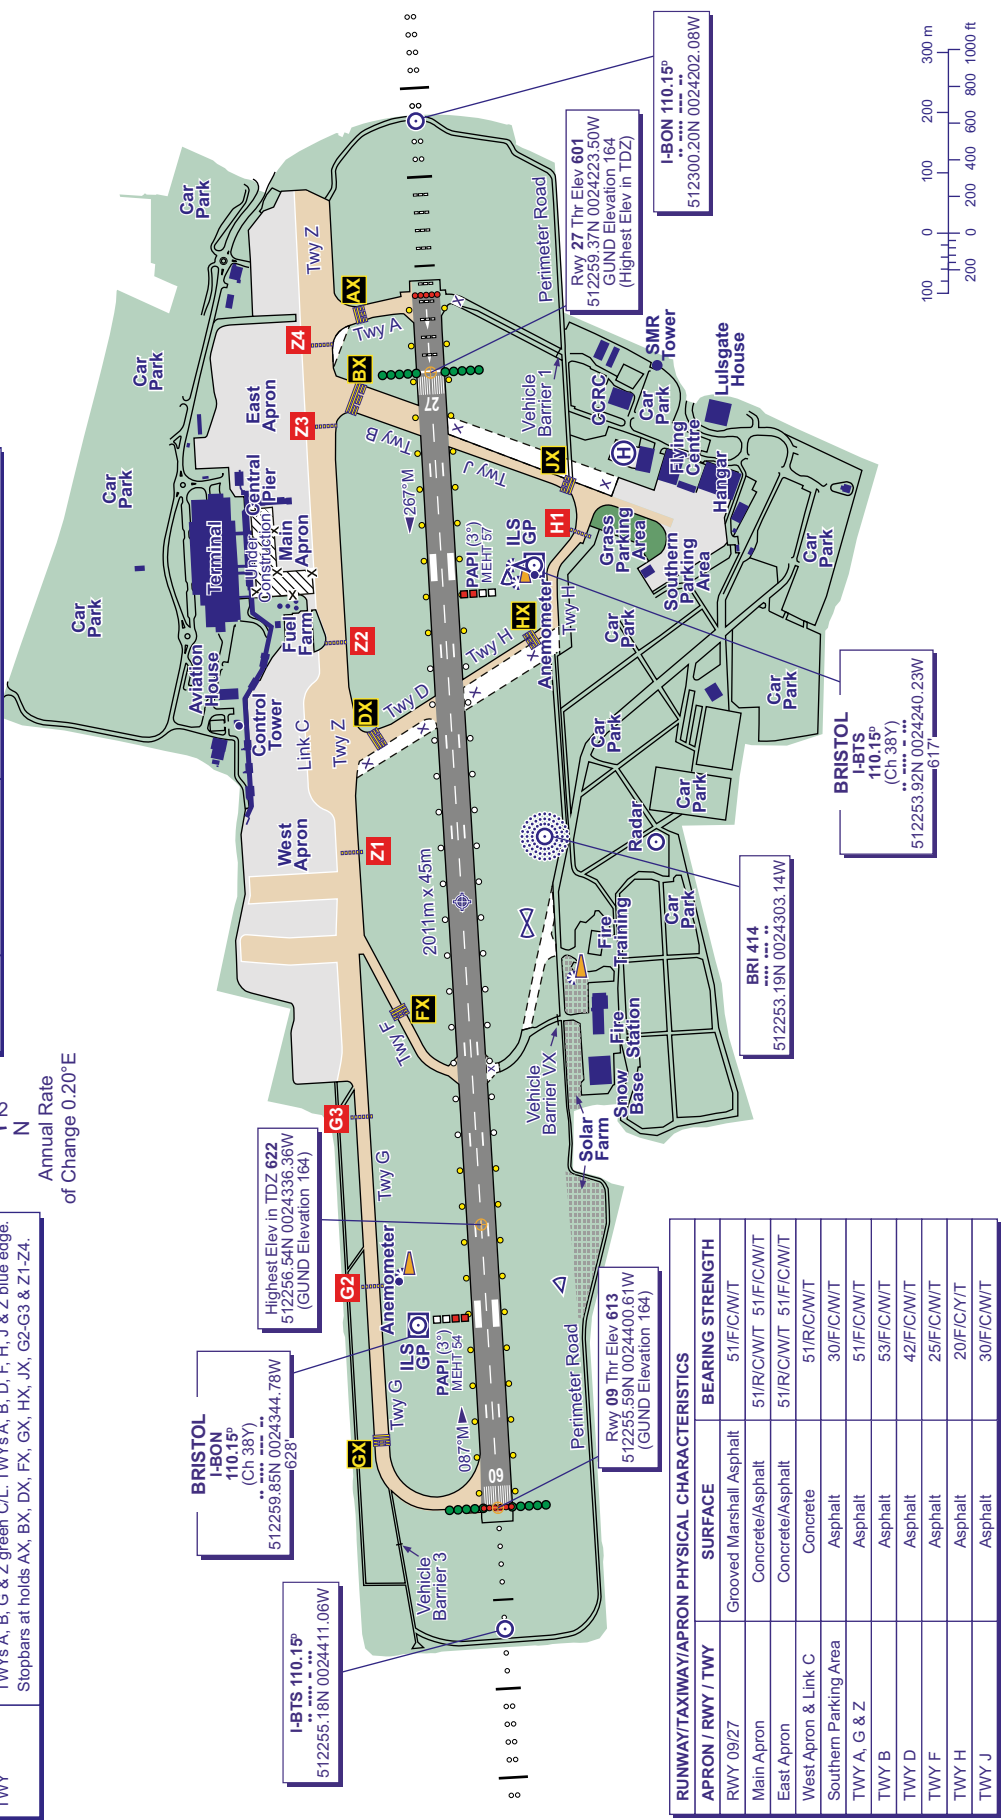 TWY
TWYs A, B, G & Z green C/L. TWYs A, B, D, F, H, J & Z blue edge.
Stopbars at holds AX, BX, DX, FX, GX, HX, JX, G2-G3 & Z1-Z4.
N
Annual Rate
of Change 0.20°E
BRISTOL
I-BON
110.15ᴰ
(Ch 38Y)
512259.85N 0024344.78W
628'
I-BTS 110.15ᴰ
512255.18N 0024411.06W
Highest Elev in TDZ 622
512256.54N 0024336.36W
(GUND Elevation 164)
Rwy 09 Thr Elev 613
512255.59N 0024400.61W
(GUND Elevation 164)
Rwy 27 Thr Elev 601
512259.37N 0024223.50W
GUND Elevation 164
(Highest Elev in TDZ)
I-BON 110.15ᴰ
512300.20N 0024202.08W
BRISTOL
I-BTS
110.15ᴰ
(Ch 38Y)
512253.92N 0024240.23W
617'
BRI 414
512253.19N 0024303.14W
Car
Park
Car
Park
Car
Park
Car
Park
Aviation
House
Terminal
Control
Tower
Fuel
Farm
Under
Construction
Main
Apron
Central
Pier
East
Apron
West
Apron
Link C
Twy Z
Twy Z
Z1
Z2
Z3
Z4
AX
BX
DX
FX
GX
HX
JX
H1
G2
G3
Twy A
Twy B
Twy D
Twy F
Twy G
Twy G
Twy H
Twy H
Twy J
Vehicle
Barrier 3
Vehicle
Barrier VX
Vehicle
Barrier 1
Perimeter Road
Perimeter Road
Anemometer
ILS
GP
PAPI (3°)
MEHT 54
087°M
09
2011m x 45m
267°M
27
PAPI (3°)
MEHT 57
ILS
GP
Anemometer
Solar
Farm
Snow
Base
Fire
Station
Fire
Training
Radar
Car
Park
Car
Park
Car
Park
Car
Park
Car
Park
Car
Park
Grass
Parking
Area
Southern
Parking
Area
Hangar
Flying
Centre
H
Car
Park
CCRC
SMR
Tower
Lulsgate
House
100 0 100 200 300 m
200 0 200 400 600 800 1000 ft
RUNWAY/TAXIWAY/APRON PHYSICAL CHARACTERISTICS
APRON / RWY / TWY SURFACE BEARING STRENGTH
RWY 09/27 Grooved Marshall Asphalt 51/F/C/W/T
Main Apron Concrete/Asphalt 51/R/C/W/T 51/F/C/W/T
East Apron Concrete/Asphalt 51/R/C/W/T 51/F/C/W/T
West Apron & Link C Concrete 51/R/C/W/T
Southern Parking Area Asphalt 30/F/C/W/T
TWY A, G & Z Asphalt 51/F/C/W/T
TWY B Asphalt 53/F/C/W/T
TWY D Asphalt 42/F/C/W/T
TWY F Asphalt 25/F/C/W/T
TWY H Asphalt 20/F/C/Y/T
TWY J Asphalt 30/F/C/W/T